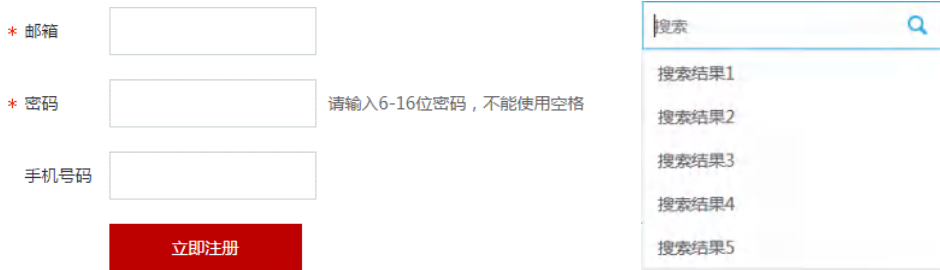 * 邮箱
* 密码 请输入6-16位密码，不能使用空格
手机号码
立即注册
搜索
搜索结果1
搜索结果2
搜索结果3
搜索结果4
搜索结果5